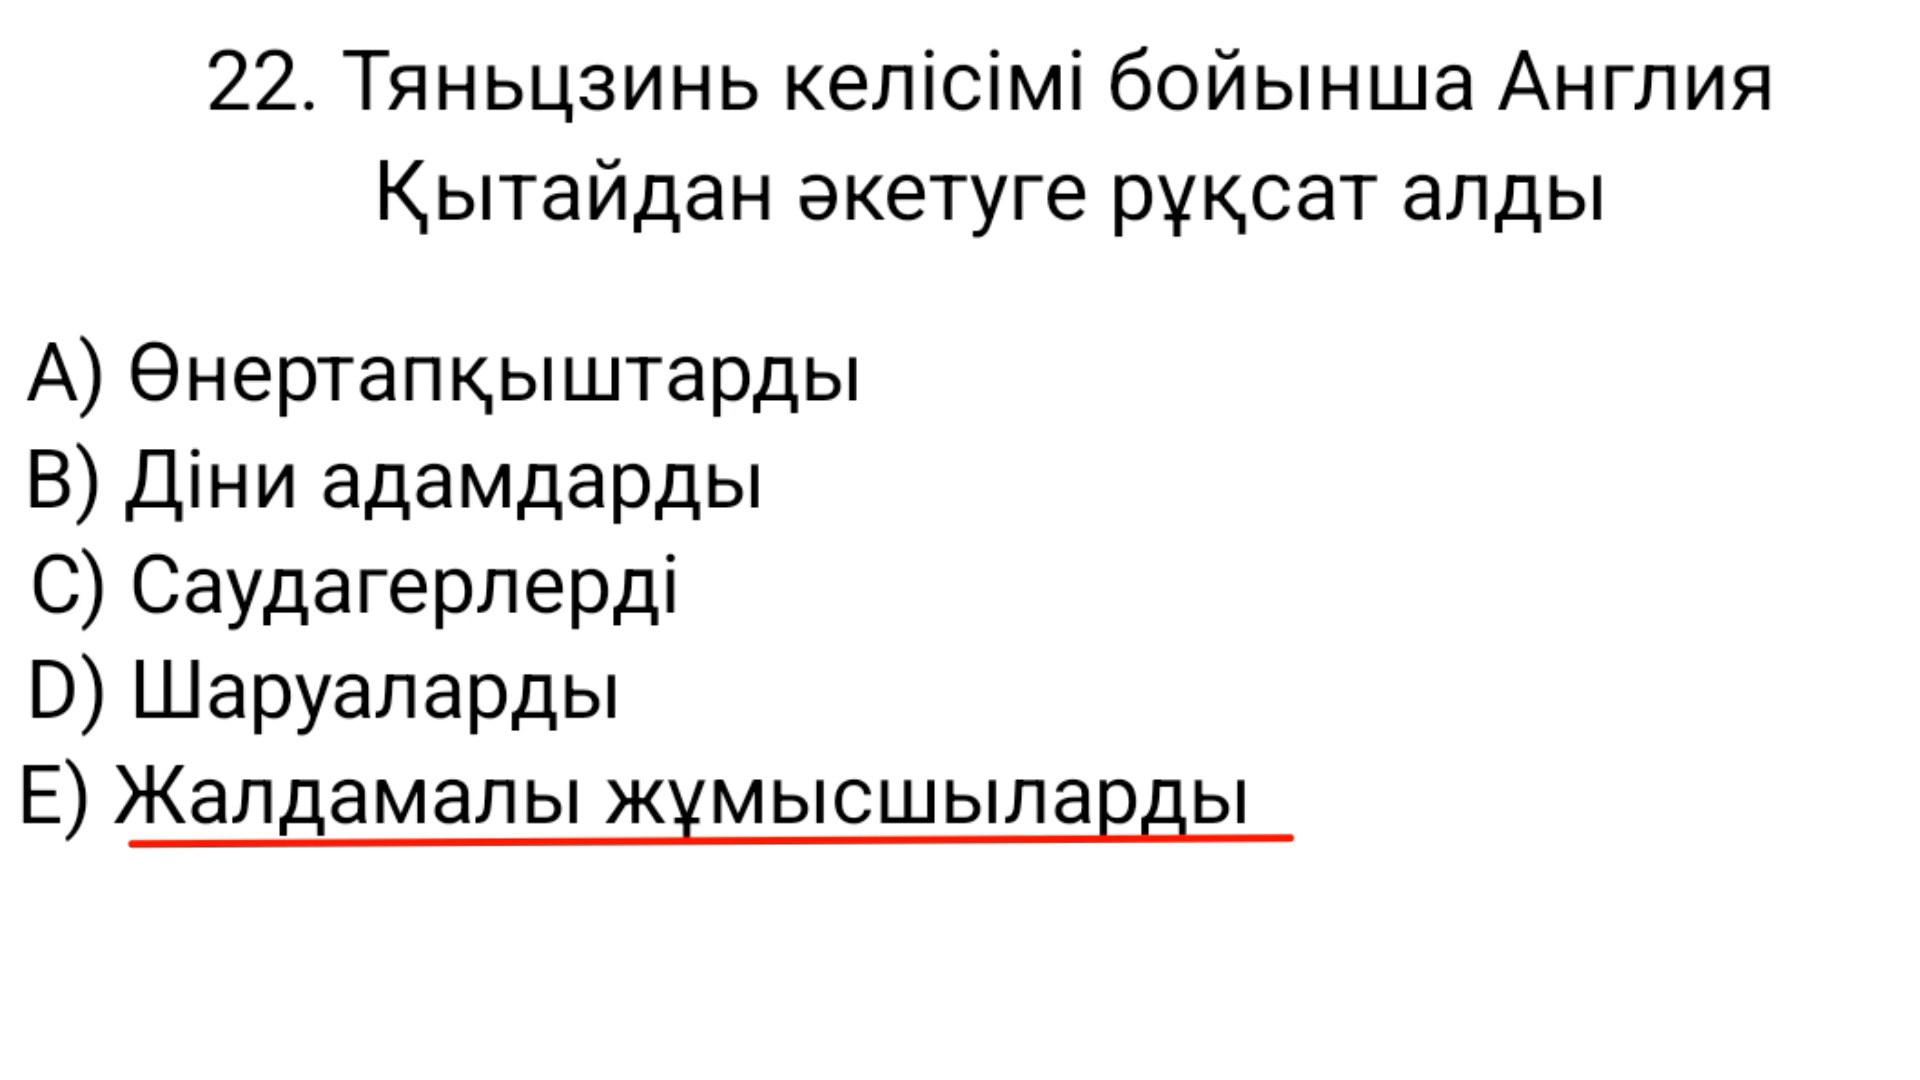 22. Тяньцзинь келісімі бойынша Англия
Қытайдан әкетуге рұқсат алды
A) Өнертапқыштарды
B) Діни адамдарды
C) Саудагерлерді
D) Шаруаларды
E) Жалдамалы жұмысшыларды